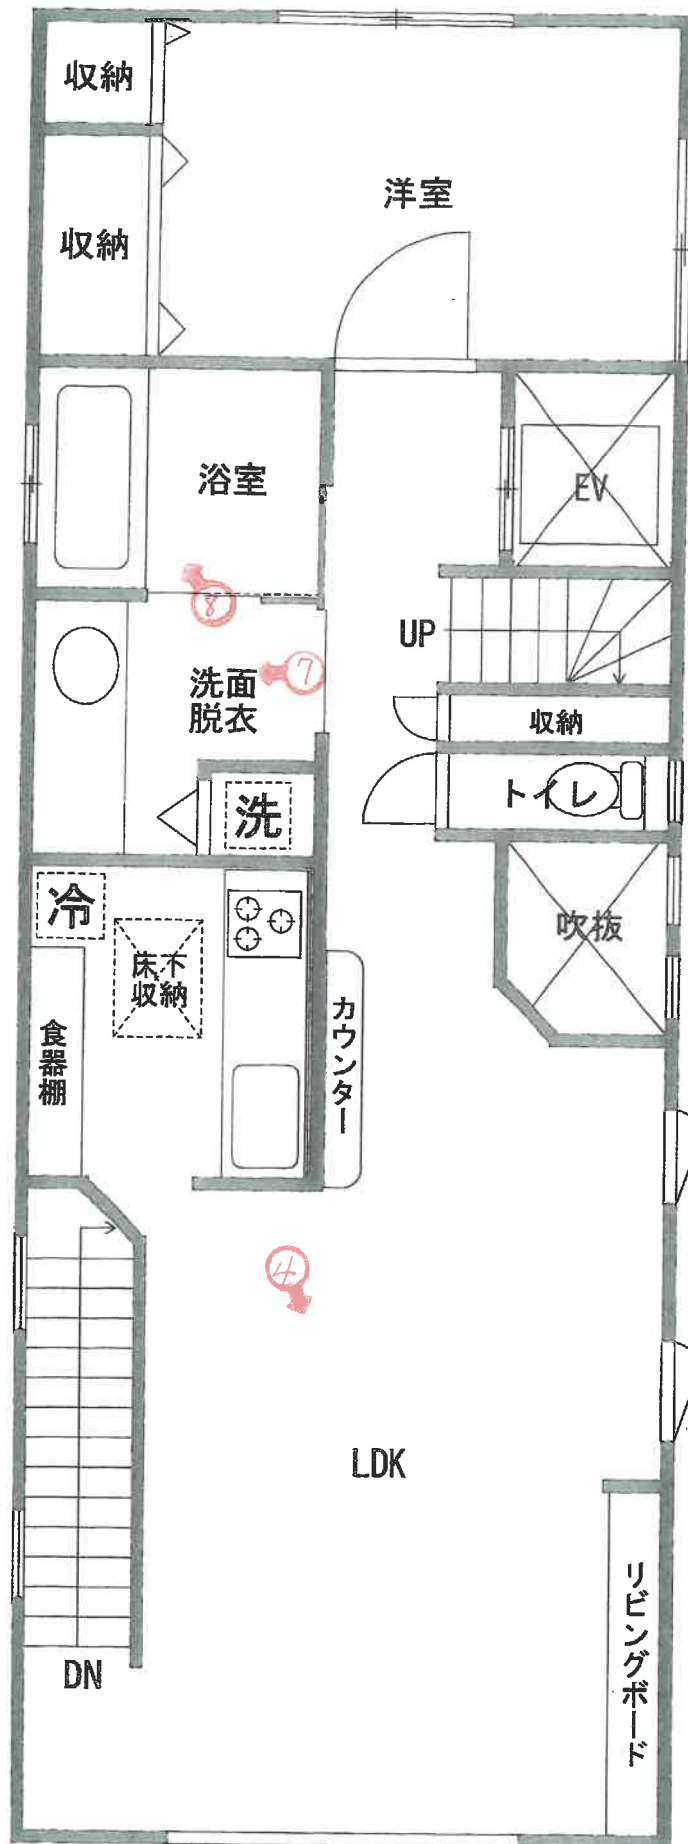 収納
洋室
収納
浴室
EV
8
UP
7
洗面
脱衣
収納
トイレ
洗
冷
床下
収納
吹抜
食器棚
カウンター
4
LDK
リビングボード
DN